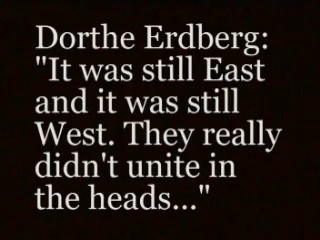 Dorthe Erdberg:
"It was still East
and it was still
West. They really
didn't unite in
the heads..."